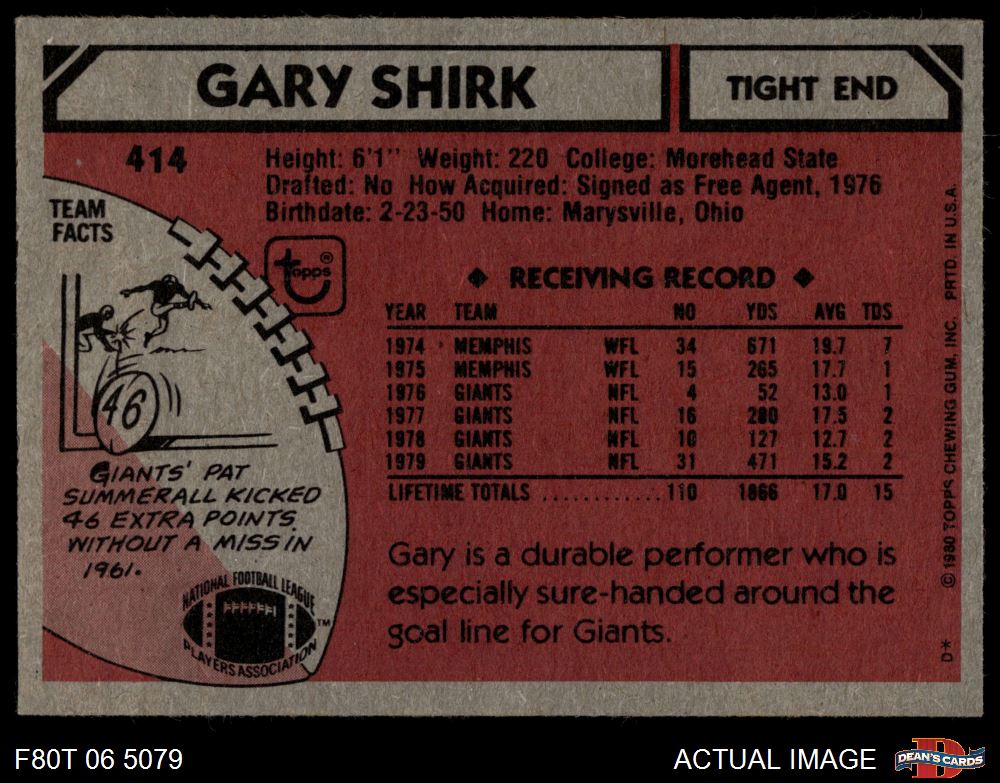 GARY SHIRK
TIGHT END
414
Height: 6'1" Weight: 220 College: Morehead State
Drafted: No How Acquired: Signed as Free Agent, 1976
Birthdate: 2-23-50 Home: Marysville, Ohio
TEAM
FACTS
46
GIANTS' PAT
SUMMERALL KICKED
46 EXTRA POINTS
WITHOUT A MISS IN
1961.
NATIONAL FOOTBALL LEAGUE
PLAYERS ASSOCIATION
TM
Topps ®
◆ RECEIVING RECORD ◆
YEAR TEAM NO YDS AVG TDS
1974 MEMPHIS WFL 34 671 19.7 7
1975 MEMPHIS WFL 15 265 17.7 1
1976 GIANTS NFL 4 52 13.0 1
1977 GIANTS NFL 16 280 17.5 2
1978 GIANTS NFL 10 127 12.7 2
1979 GIANTS NFL 31 471 15.2 2
LIFETIME TOTALS ............110 1866 17.0 15
Gary is a durable performer who is
especially sure-handed around the
goal line for Giants.
D* © 1980 TOPPS CHEWING GUM, INC. PRTD. IN U.S.A.
F80T 06 5079
ACTUAL IMAGE
D
DEAN'S CARDS